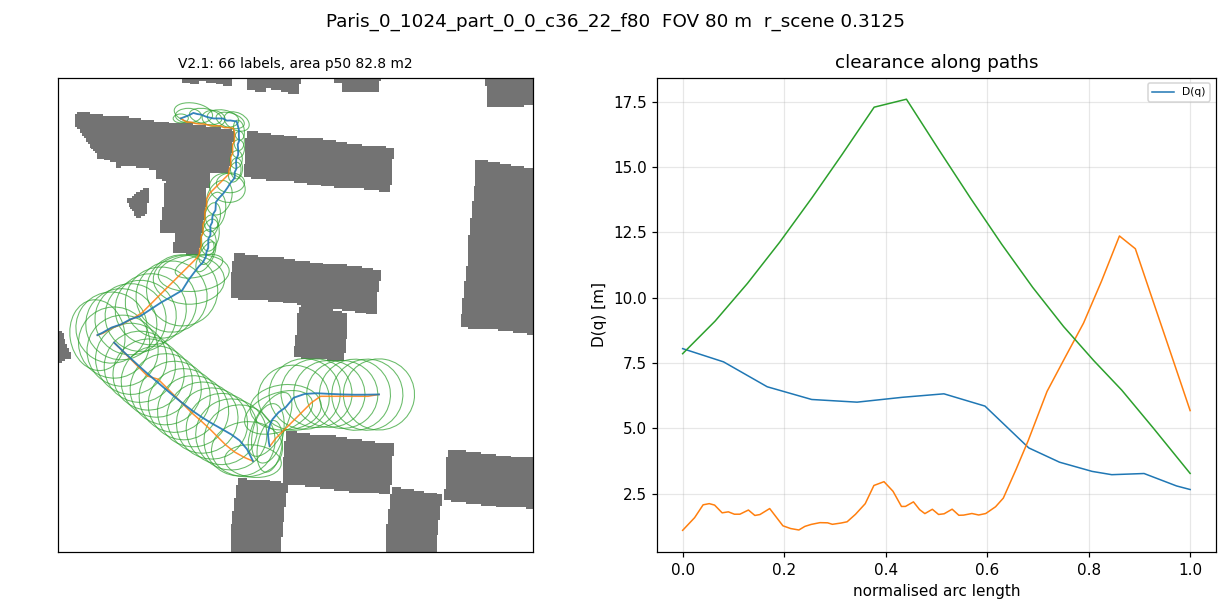 Paris_0_1024_part_0_0_c36_22_f80 FOV 80 m r_scene 0.3125
V2.1: 66 labels, area p50 82.8 m2
clearance along paths
D(q)
17.5
15.0
12.5
10.0
7.5
5.0
2.5
D(q) [m]
0.0 0.2 0.4 0.6 0.8 1.0
normalised arc length